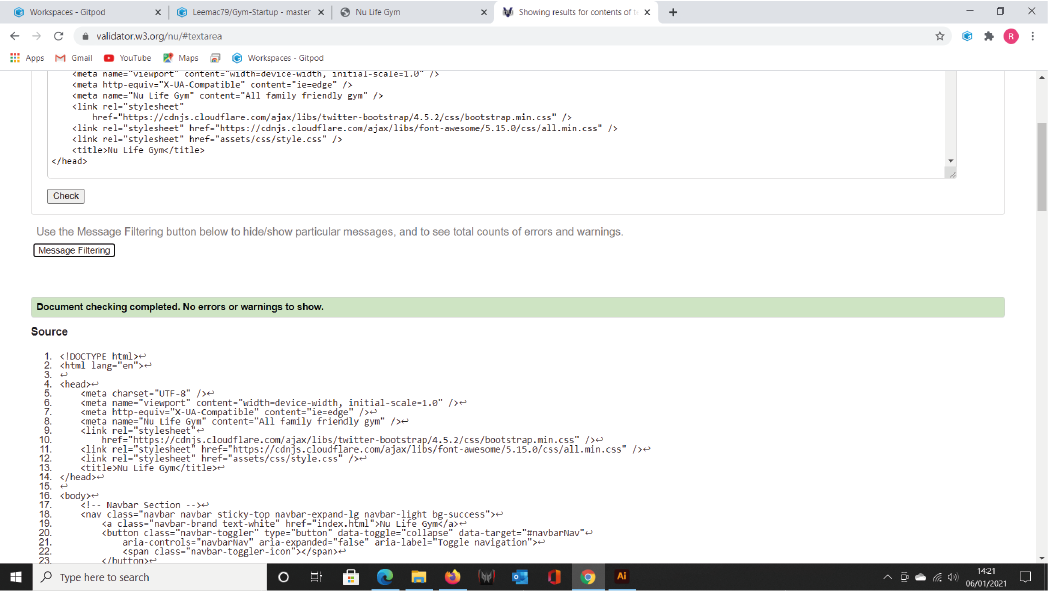 Workspaces - Gitpod
Leemac79/Gym-Startup - master
Nu Life Gym
Showing results for contents of t
validator.w3.org/nu/#textarea
R
Apps Gmail YouTube Maps Workspaces - Gitpod
<meta name="viewport" content="width=device-width, initial-scale=1.0" />
<meta http-equiv="X-UA-Compatible" content="ie=edge" />
<meta name="Nu Life Gym" content="All family friendly gym" />
<link rel="stylesheet"
href="https://cdnjs.cloudflare.com/ajax/libs/twitter-bootstrap/4.5.2/css/bootstrap.min.css" />
<link rel="stylesheet" href="https://cdnjs.cloudflare.com/ajax/libs/font-awesome/5.15.0/css/all.min.css" />
<link rel="stylesheet" href="assets/css/style.css" />
<title>Nu Life Gym</title>
</head>
Check
Use the Message Filtering button below to hide/show particular messages, and to see total counts of errors and warnings.
Message Filtering
Document checking completed. No errors or warnings to show.
Source
1. <!DOCTYPE html>↩
2. <html lang="en">↩
3. ↩
4. <head>↩
5. <meta charset="UTF-8" />↩
6. <meta name="viewport" content="width=device-width, initial-scale=1.0" />↩
7. <meta http-equiv="X-UA-Compatible" content="ie=edge" />↩
8. <meta name="Nu Life Gym" content="All family friendly gym" />↩
9. <link rel="stylesheet"↩
10. href="https://cdnjs.cloudflare.com/ajax/libs/twitter-bootstrap/4.5.2/css/bootstrap.min.css" />↩
11. <link rel="stylesheet" href="https://cdnjs.cloudflare.com/ajax/libs/font-awesome/5.15.0/css/all.min.css" />↩
12. <link rel="stylesheet" href="assets/css/style.css" />↩
13. <title>Nu Life Gym</title>↩
14. </head>↩
15. ↩
16. <body>↩
17. <!-- Navbar Section -->↩
18. <nav class="navbar navbar sticky-top navbar-expand-lg navbar-light bg-success">↩
19. <a class="navbar-brand text-white" href="index.html">Nu Life Gym</a>↩
20. <button class="navbar-toggler" type="button" data-toggle="collapse" data-target="#navbarNav"↩
21. aria-controls="navbarNav" aria-expanded="false" aria-label="Toggle navigation">↩
22. <span class="navbar-toggler-icon"></span>↩
23. </button>↩
Type here to search
Ai
14:21
06/01/2021